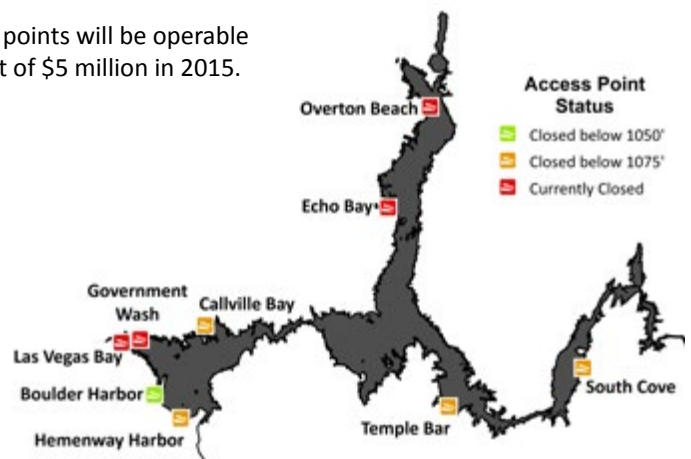 points will be operable
t of $5 million in 2015.
Access Point
Status
Closed below 1050'
Closed below 1075'
Currently Closed
Overton Beach
Echo Bay
Government
Wash
Callville Bay
Las Vegas Bay
Boulder Harbor
Hemenway Harbor
Temple Bar
South Cove